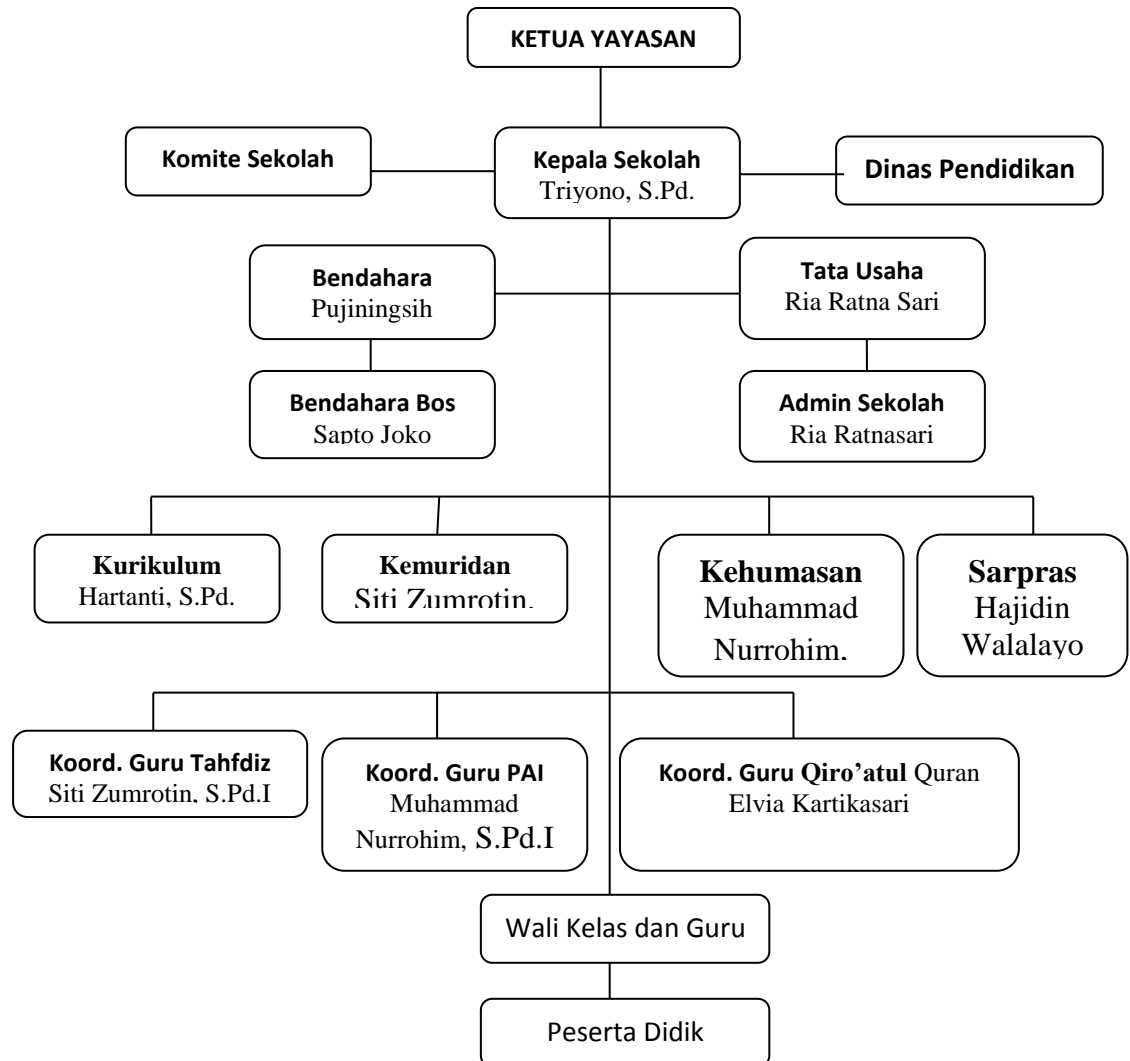 KETUA YAYASAN
Komite Sekolah
Kepala Sekolah
Triyono, S.Pd.
Dinas Pendidikan
Bendahara
Pujiningsih
Tata Usaha
Ria Ratna Sari
Bendahara Bos
Sapto Joko
Admin Sekolah
Ria Ratnasari
Kurikulum
Hartanti, S.Pd.
Kemuridan
Siti Zumrotin,
Kehumasan
Muhammad
Nurrohim,
Sarpras
Hajidin
Walalayo
Koord. Guru Tahfdiz
Siti Zumrotin, S.Pd.I
Koord. Guru PAI
Muhammad
Nurrohim, S.Pd.I
Koord. Guru Qiro’atul Quran
Elvia Kartikasari
Wali Kelas dan Guru
Peserta Didik